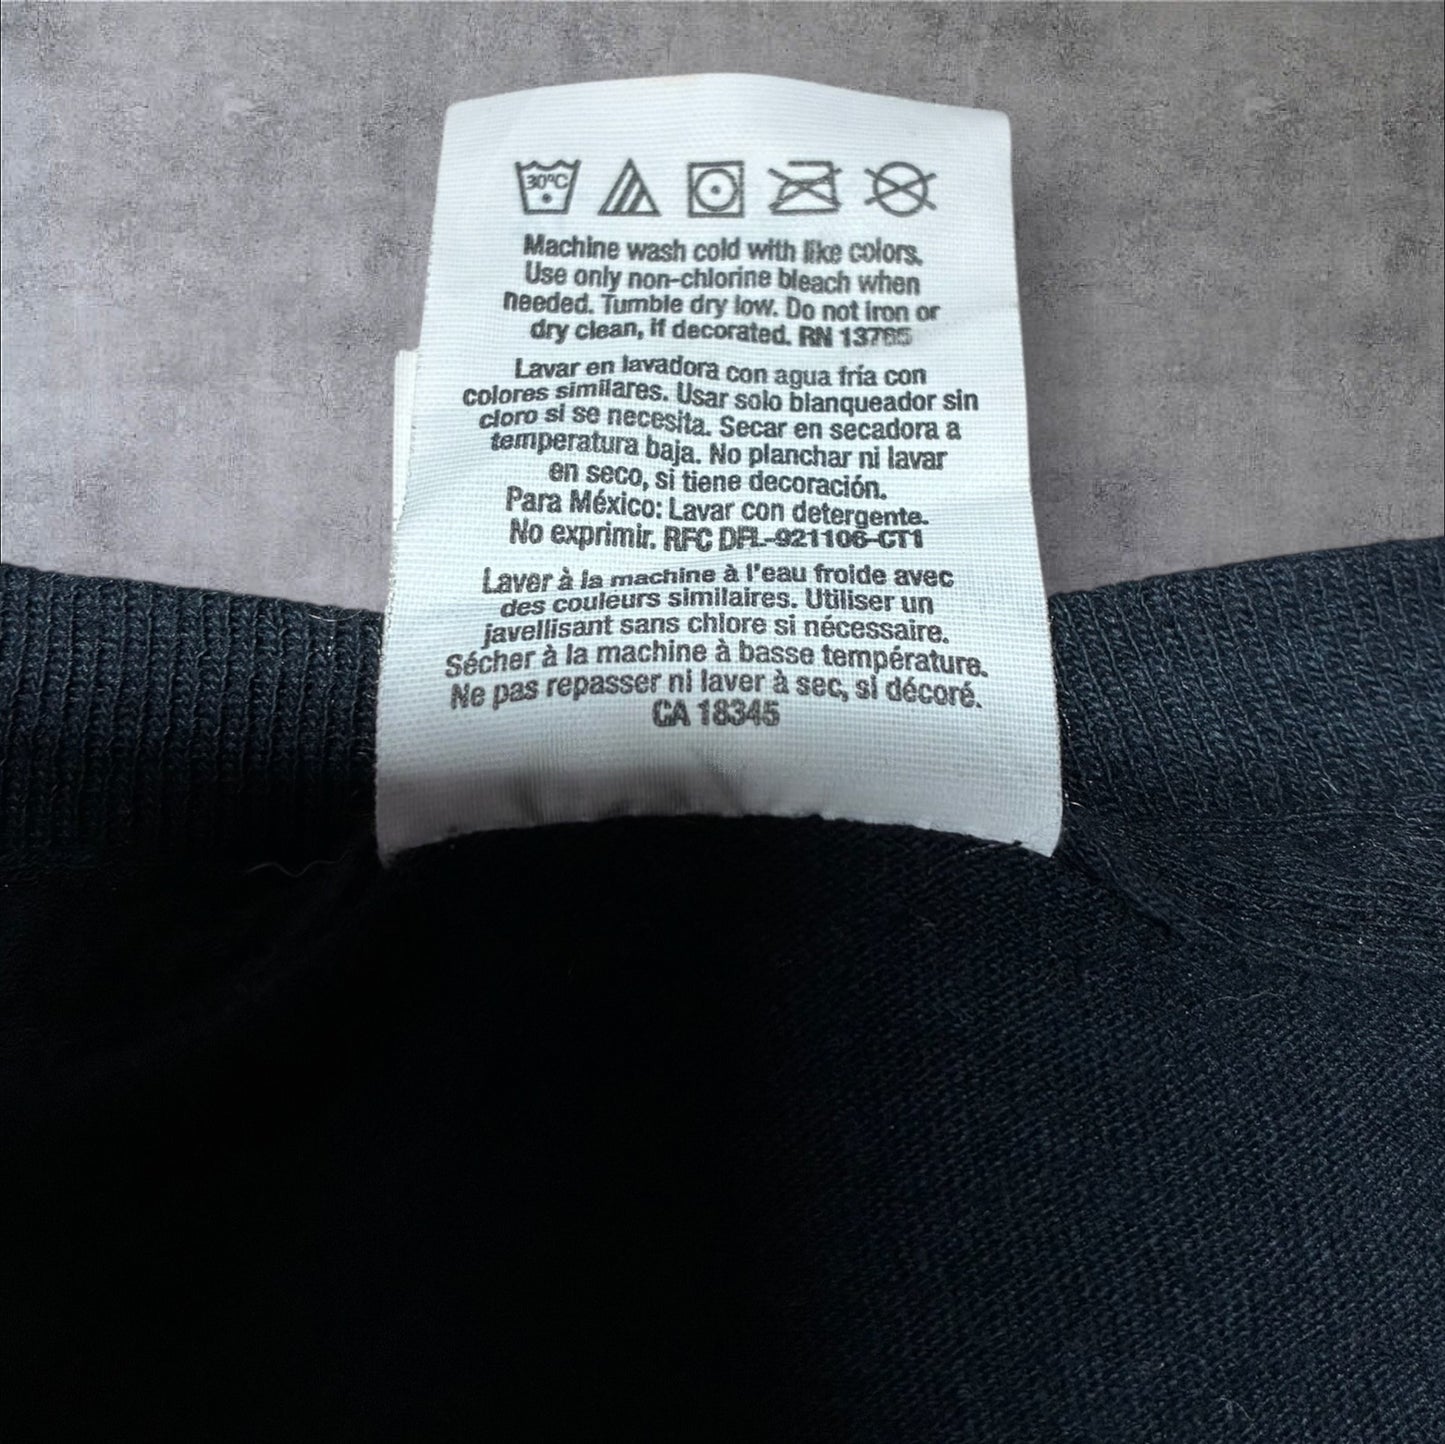 30°C
Machine wash cold with like colors.
Use only non-chlorine bleach when
needed. Tumble dry low. Do not iron or
dry clean, if decorated. RN 13765
Lavar en lavadora con agua fría con
colores similares. Usar solo blanqueador sin
cloro si se necesita. Secar en secadora a
temperatura baja. No planchar ni lavar
en seco, si tiene decoración.
Para México: Lavar con detergente.
No exprimir. RFC DFL-921106-CT1
Laver à la machine à l'eau froide avec
des couleurs similaires. Utiliser un
javellisant sans chlore si nécessaire.
Sécher à la machine à basse température.
Ne pas repasser ni laver à sec, si décoré.
CA 18345